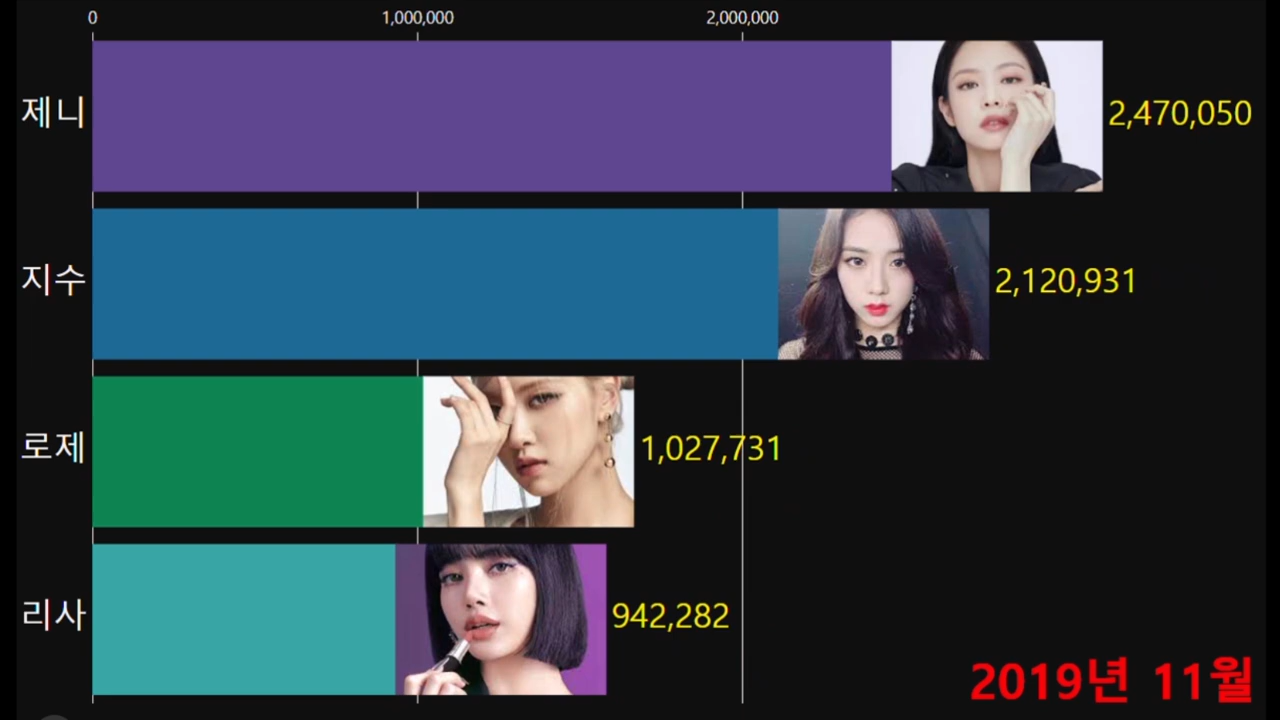 0 1,000,000 2,000,000
제니 2,470,050
지수 2,120,931
로제 1,027,731
리사 942,282
2019년 11월